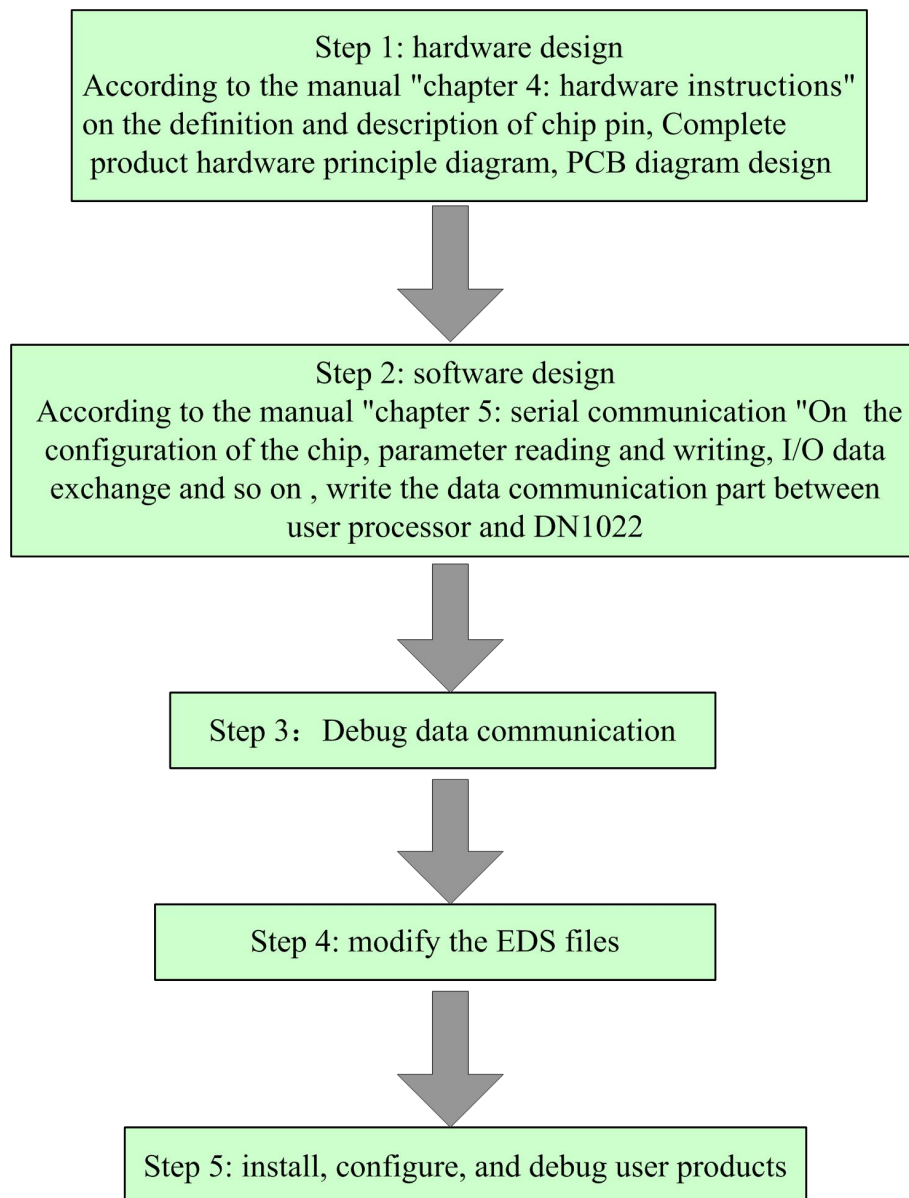 Step 1: hardware design
According to the manual "chapter 4: hardware instructions"
on the definition and description of chip pin, Complete
product hardware principle diagram, PCB diagram design
Step 2: software design
According to the manual "chapter 5: serial communication "On the
configuration of the chip, parameter reading and writing, I/O data
exchange and so on , write the data communication part between
user processor and DN1022
Step 3： Debug data communication
Step 4: modify the EDS files
Step 5: install, configure, and debug user products